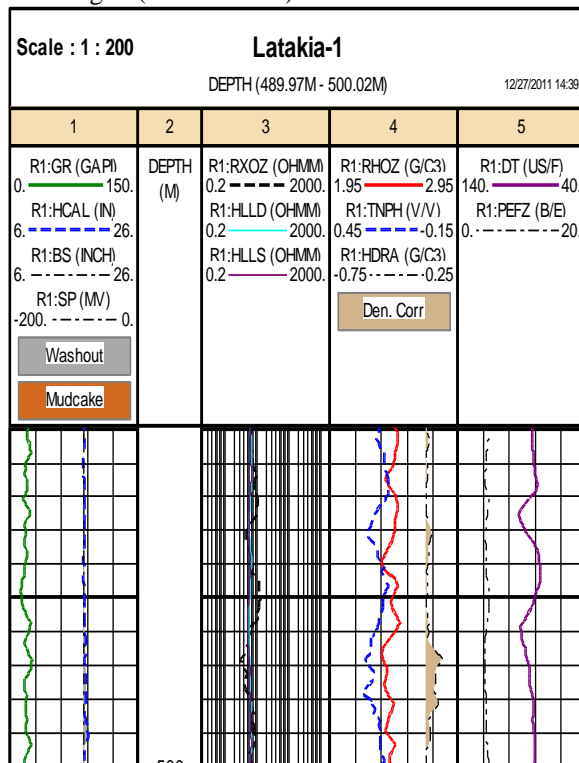 Scale : 1 : 200
Latakia-1
DEPTH (489.97M - 500.02M)
12/27/2011 14:39
1 2 3 4 5
R1:GR (GAPI)
0. 150.
R1:HCAL (IN)
6. 26.
R1:BS (INCH)
6. 26.
R1:SP (MV)
-200. 0.
Washout
Mudcake
DEPTH
(M)
R1:RXOZ (OHMM)
0.2 2000.
R1:HLLD (OHMM)
0.2 2000.
R1:HLLS (OHMM)
0.2 2000.
R1:RHOZ (G/C3)
1.95 2.95
R1:TNPH (V/V)
0.45 -0.15
R1:HDRA (G/C3)
-0.75 0.25
Den. Corr
R1:DT (US/F)
140. 40.
R1:PEFZ (B/E)
0. 20.